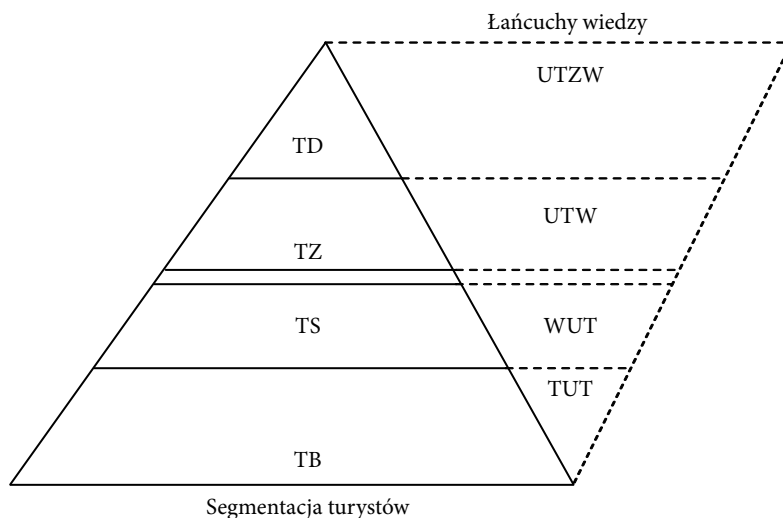 Łańcuchy wiedzy
UTZW
TD
UTW
TZ
TS
WUT
TUT
TB
Segmentacja turystów